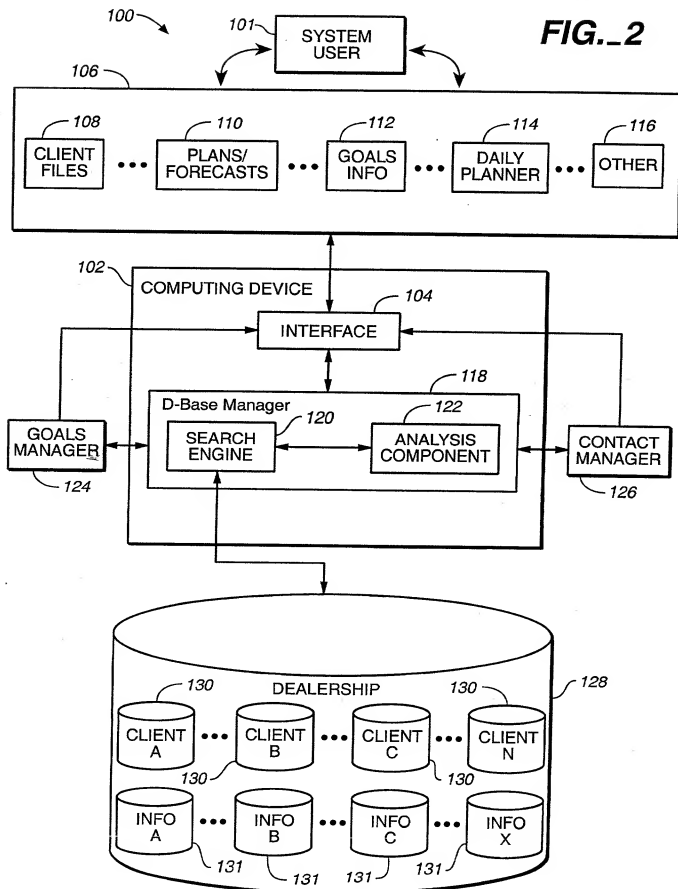 100
101
SYSTEM
USER
FIG._2
106
108
CLIENT
FILES
110
PLANS/
FORECASTS
112
GOALS
INFO
114
DAILY
PLANNER
116
OTHER
102
COMPUTING DEVICE
104
INTERFACE
118
D-Base Manager
120
SEARCH
ENGINE
122
ANALYSIS
COMPONENT
GOALS
MANAGER
124
CONTACT
MANAGER
126
128
DEALERSHIP
130
130
CLIENT
A
CLIENT
B
CLIENT
C
CLIENT
N
130
130
INFO
A
INFO
B
INFO
C
INFO
X
131
131
131
131